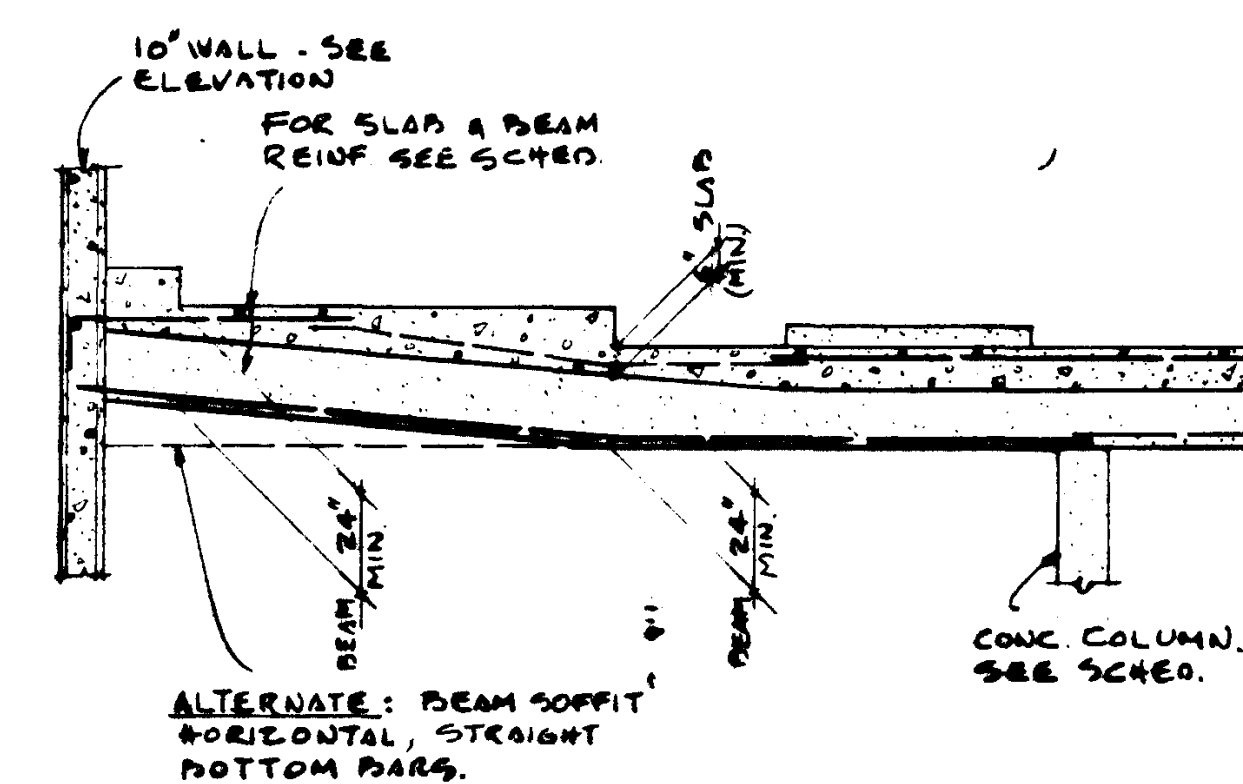 10" WALL - SEE
ELEVATION
FOR SLAB & BEAM
REINF. SEE SCHED.
" SLAB
(MIN.)
BEAM 24"
MIN.
BEAM 24"
MIN.
CONC. COLUMN.
SEE SCHED.
ALTERNATE: BEAM SOFFIT
HORIZONTAL, STRAIGHT
BOTTOM BARS.